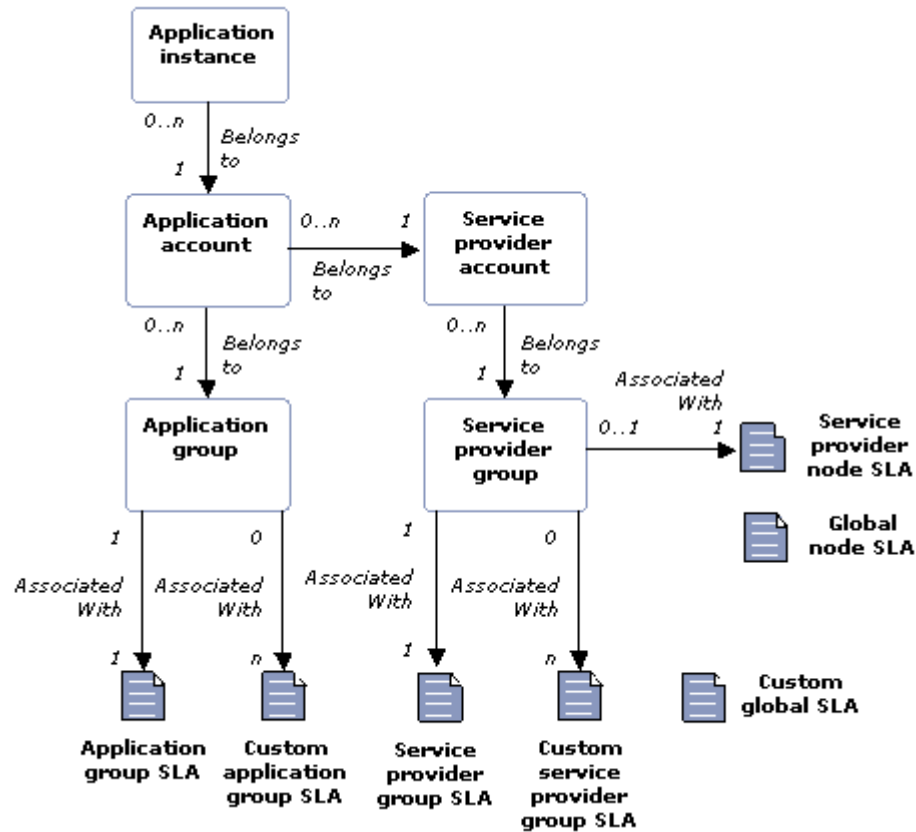 Application
instance
0..n
Belongs
to
1
Application
account
0..n
1
Belongs
to
Service
provider
account
0..n
Belongs
to
1
0..n
Belongs
to
1
Application
group
Service
provider
group
Associated
With
0..1
1
Service
provider
node SLA
Global
node SLA
1
Associated
With
1
0
Associated
With
n
1
Associated
With
1
0
Associated
With
n
Application
group SLA
Custom
application
group SLA
Service
provider
group SLA
Custom
service
provider
group SLA
Custom
global SLA